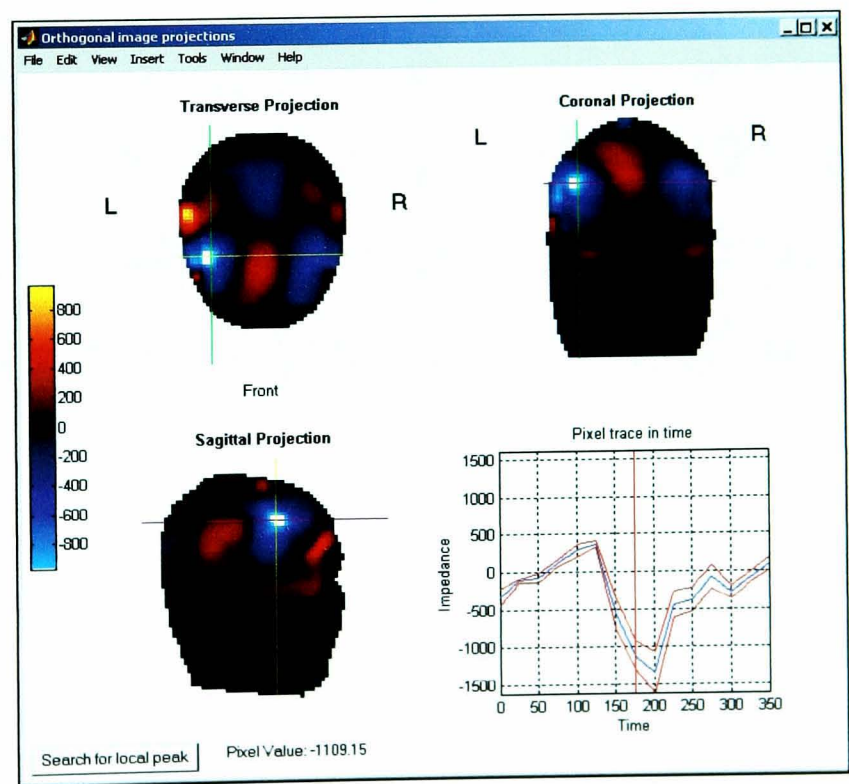 Orthogonal image projections
File Edit View Insert Tools Window Help
Transverse Projection
L
R
Front
800
600
400
200
0
-200
-400
-600
-800
Coronal Projection
L
R
Sagittal Projection
Pixel trace in time
1500
1000
500
0
-500
-1000
-1500
Impedance
0 50 100 150 200 250 300 350
Time
Search for local peak
Pixel Value: -1109.15